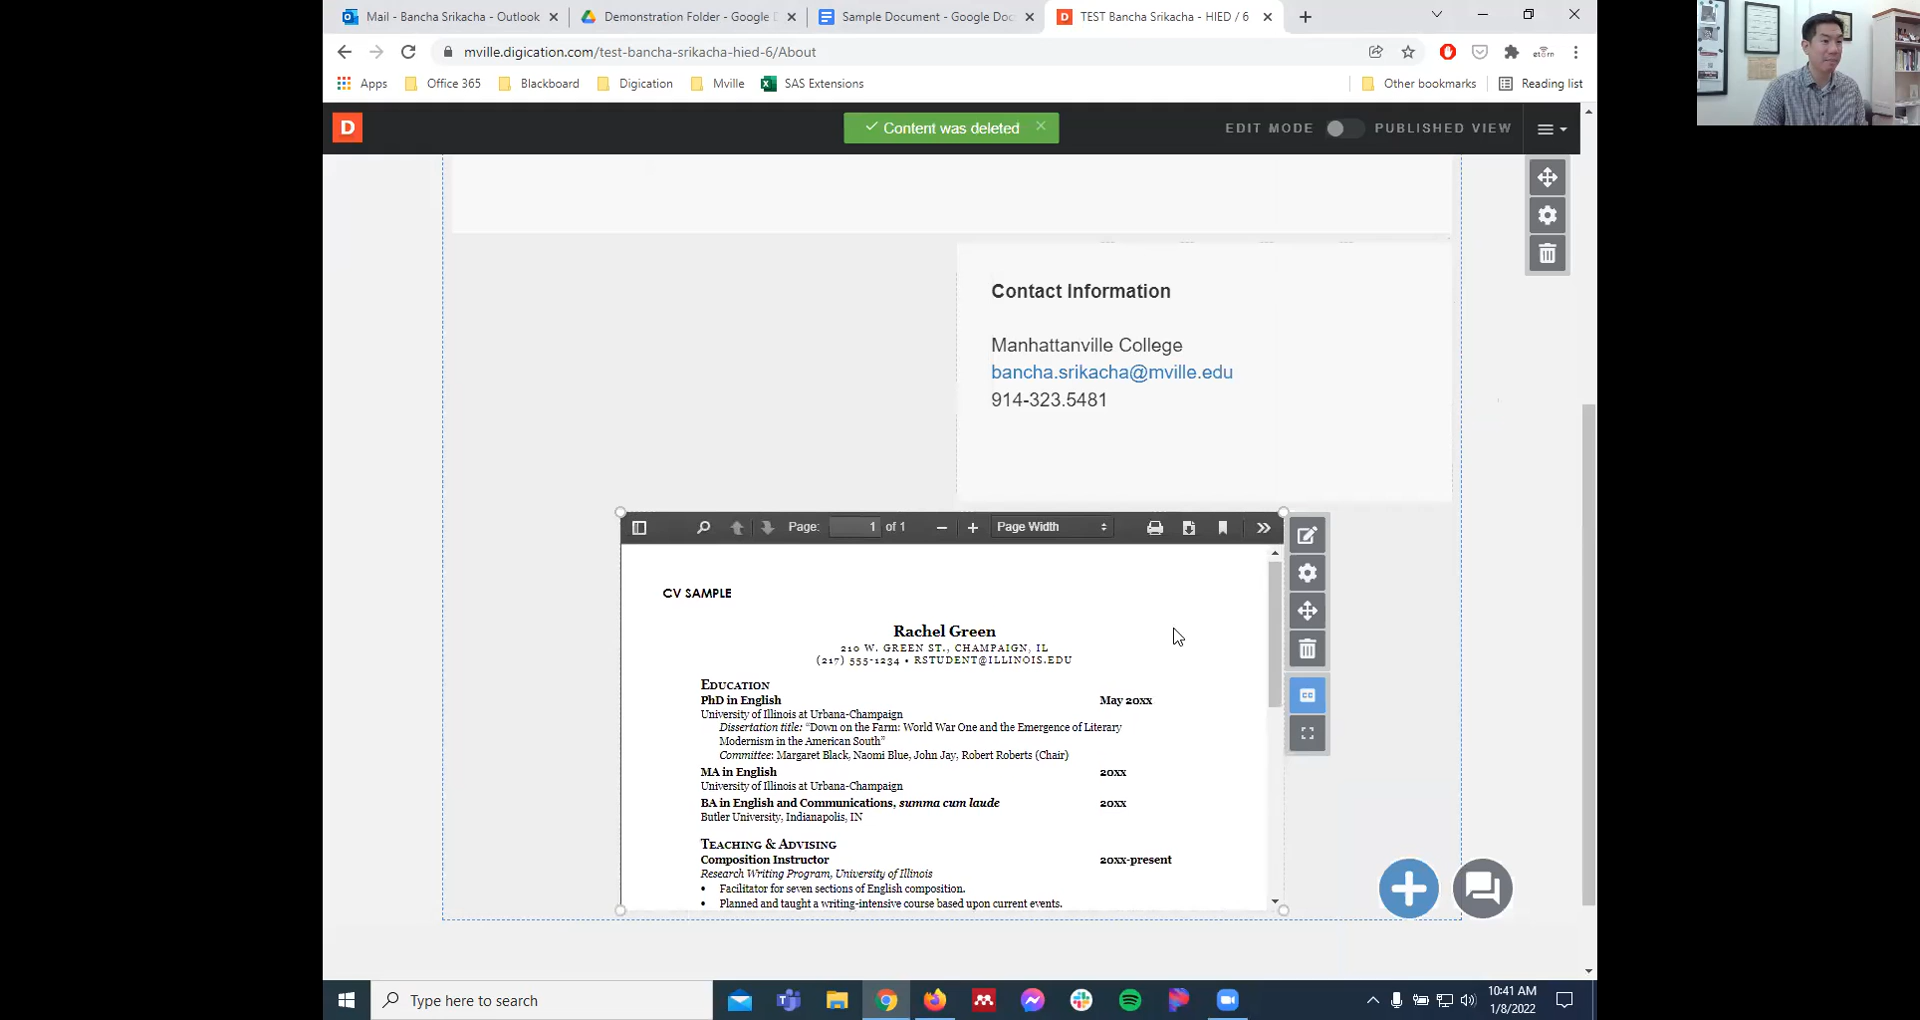 Mail - Bancha Srikacha - Outlook
Demonstration Folder - Google D
Sample Document - Google Doc
TEST Bancha Srikacha - HIED / 6
mville.digication.com/test-bancha-srikacha-hied-6/About
Apps
Office 365
Blackboard
Digication
Mville
SAS Extensions
Other bookmarks
Reading list
D
Content was deleted
EDIT MODE
PUBLISHED VIEW
Contact Information
Manhattanville College
bancha.srikacha@mville.edu
914-323.5481
Page: 1 of 1
Page Width
CV SAMPLE
Rachel Green
210 W. GREEN ST., CHAMPAIGN, IL
(217) 555-1234 • RSTUDENT@ILLINOIS.EDU
EDUCATION
PhD in English May 20xx
University of Illinois at Urbana-Champaign
Dissertation title: “Down on the Farm: World War One and the Emergence of Literary
Modernism in the American South”
Committee: Margaret Black, Naomi Blue, John Jay, Robert Roberts (Chair)
MA in English 20xx
University of Illinois at Urbana-Champaign
BA in English and Communications, summa cum laude 20xx
Butler University, Indianapolis, IN
TEACHING & ADVISING
Composition Instructor 20xx-present
Research Writing Program, University of Illinois
• Facilitator for seven sections of English composition.
• Planned and taught a writing-intensive course based upon current events.
CC
Type here to search
10:41 AM
1/8/2022